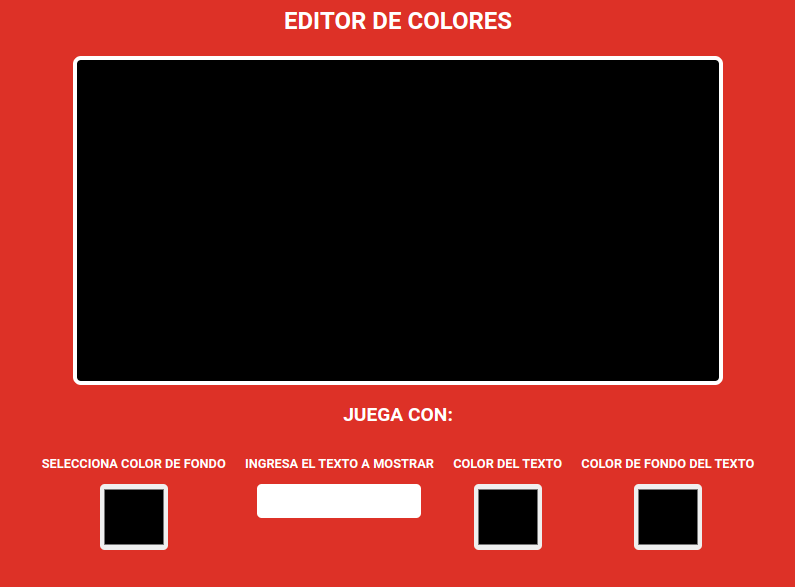 EDITOR DE COLORES
JUEGA CON:
SELECCIONA COLOR DE FONDO
INGRESA EL TEXTO A MOSTRAR
COLOR DEL TEXTO
COLOR DE FONDO DEL TEXTO